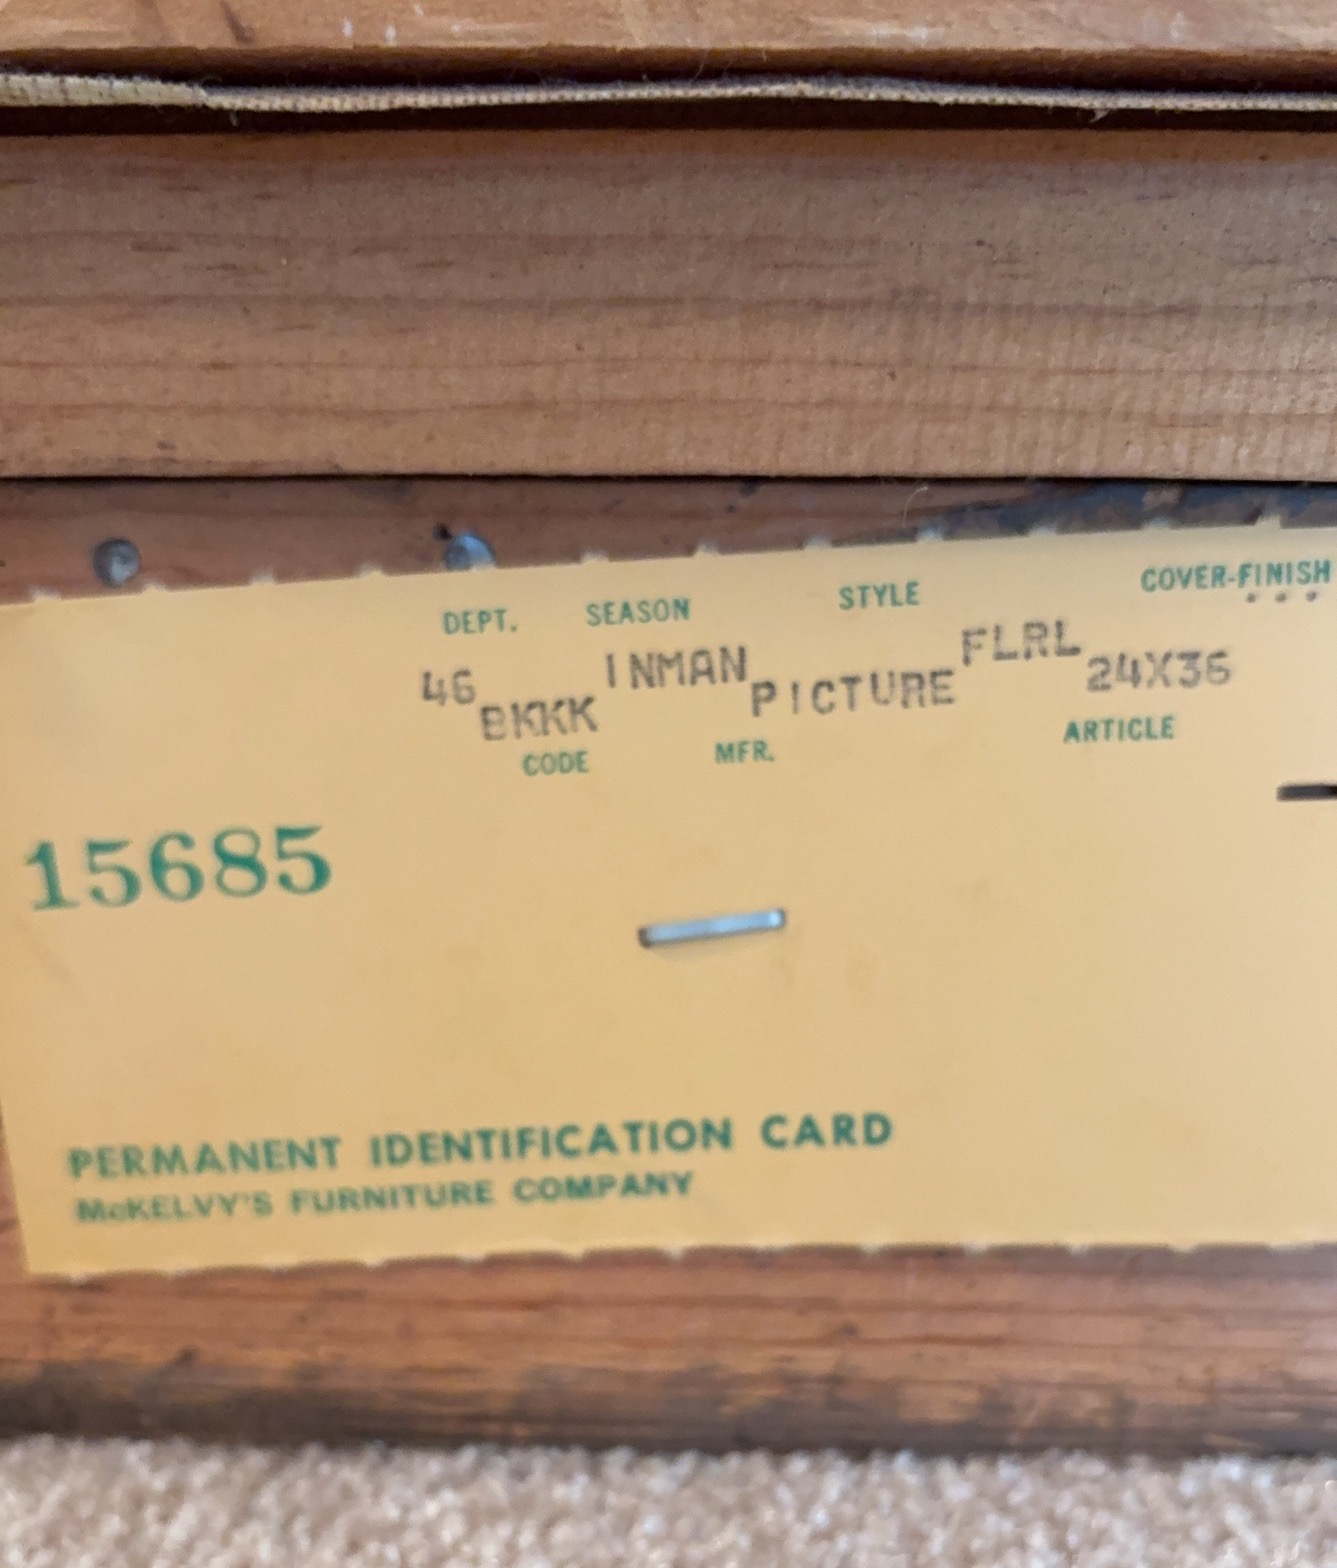 DEPT. SEASON STYLE COVER-FINISH
46 BKKK INMAN PICTURE FLRL 24X36
CODE MFR. ARTICLE
15685
PERMANENT IDENTIFICATION CARD
McKELVY'S FURNITURE COMPANY